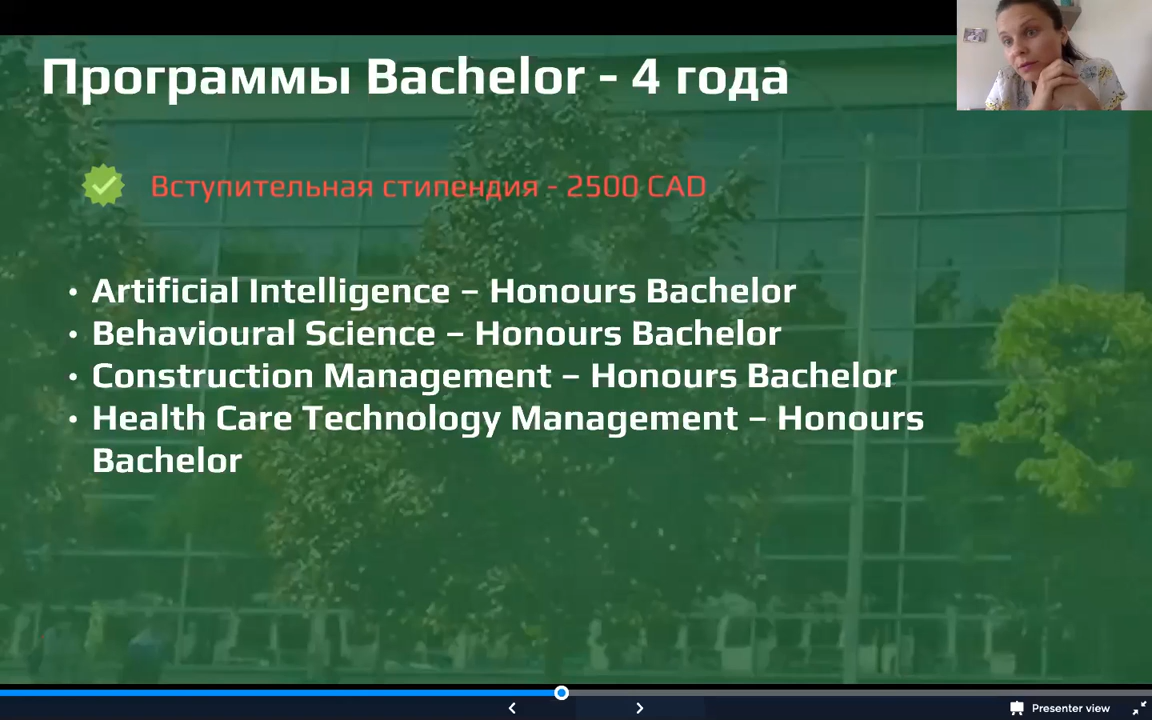 Программы Bachelor - 4 года
Вступительная стипендия - 2500 CAD
• Artificial Intelligence – Honours Bachelor
• Behavioural Science – Honours Bachelor
• Construction Management – Honours Bachelor
• Health Care Technology Management – Honours
Bachelor
Presenter view